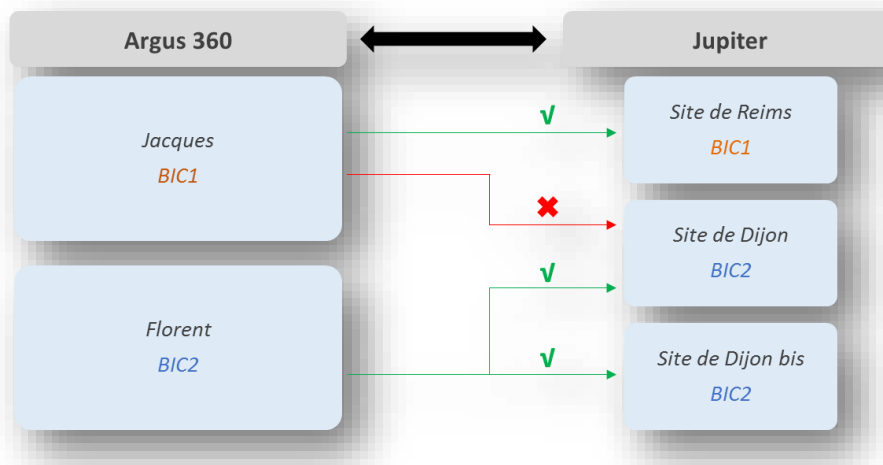 Argus 360
Jupiter
Jacques
BIC1
√
Site de Reims
BIC1
✖
Site de Dijon
BIC2
√
Florent
BIC2
√
Site de Dijon bis
BIC2